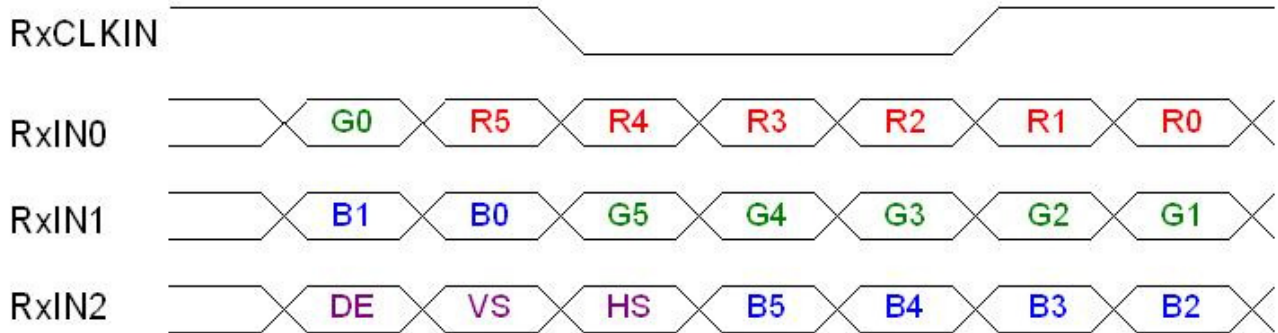 RxCLKIN
RxIN0 G0 R5 R4 R3 R2 R1 R0
RxIN1 B1 B0 G5 G4 G3 G2 G1
RxIN2 DE VS HS B5 B4 B3 B2